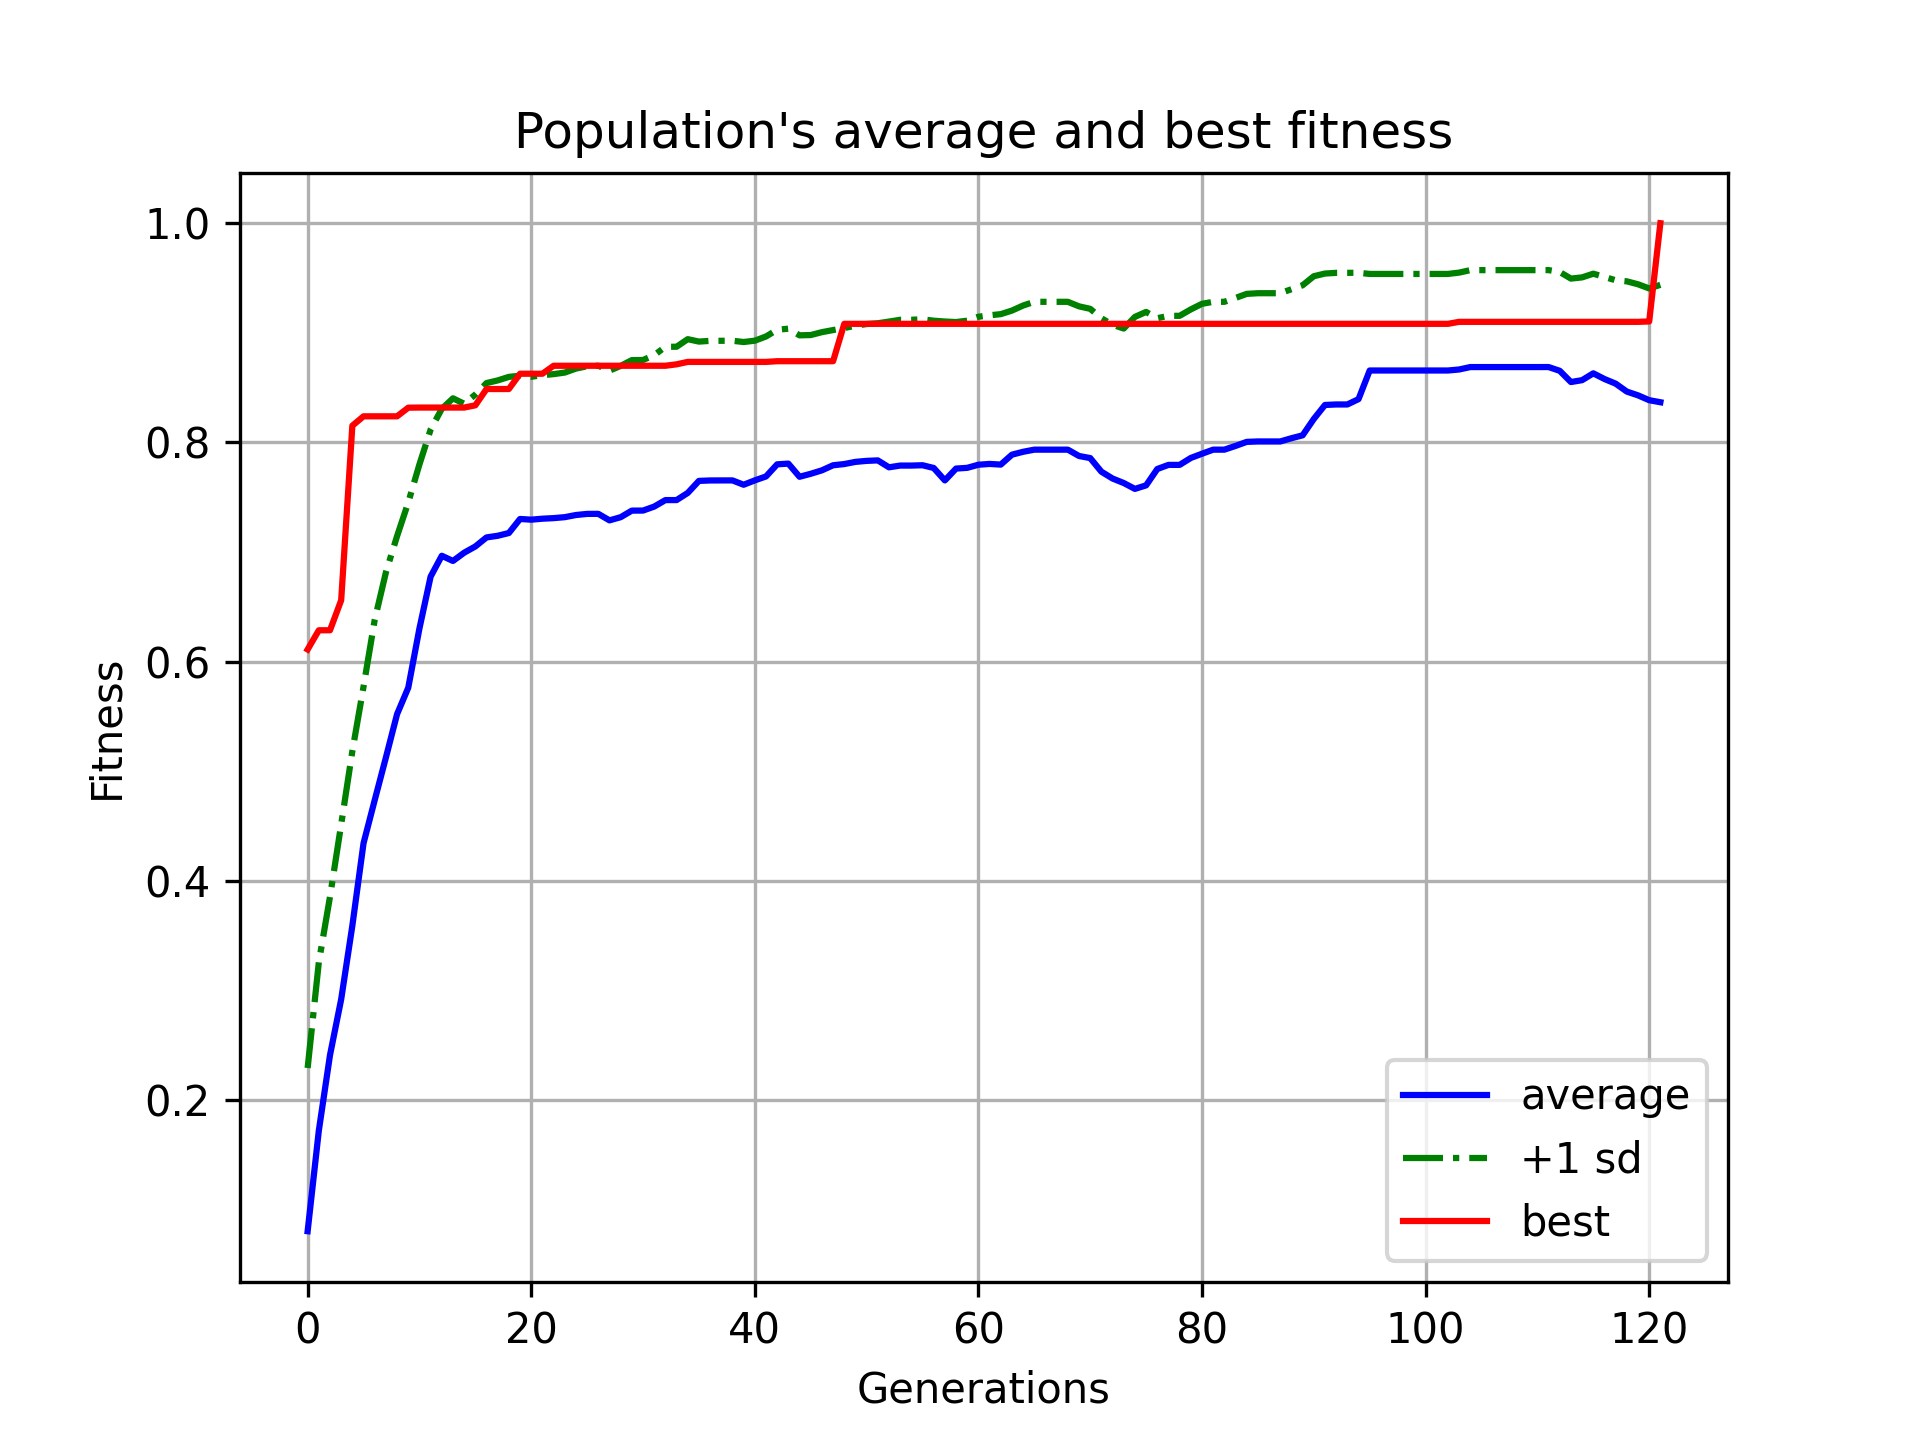 Population's average and best fitness
1.0
0.8
0.6
0.4
0.2
Fitness
0 20 40 60 80 100 120
Generations
average
+1 sd
best